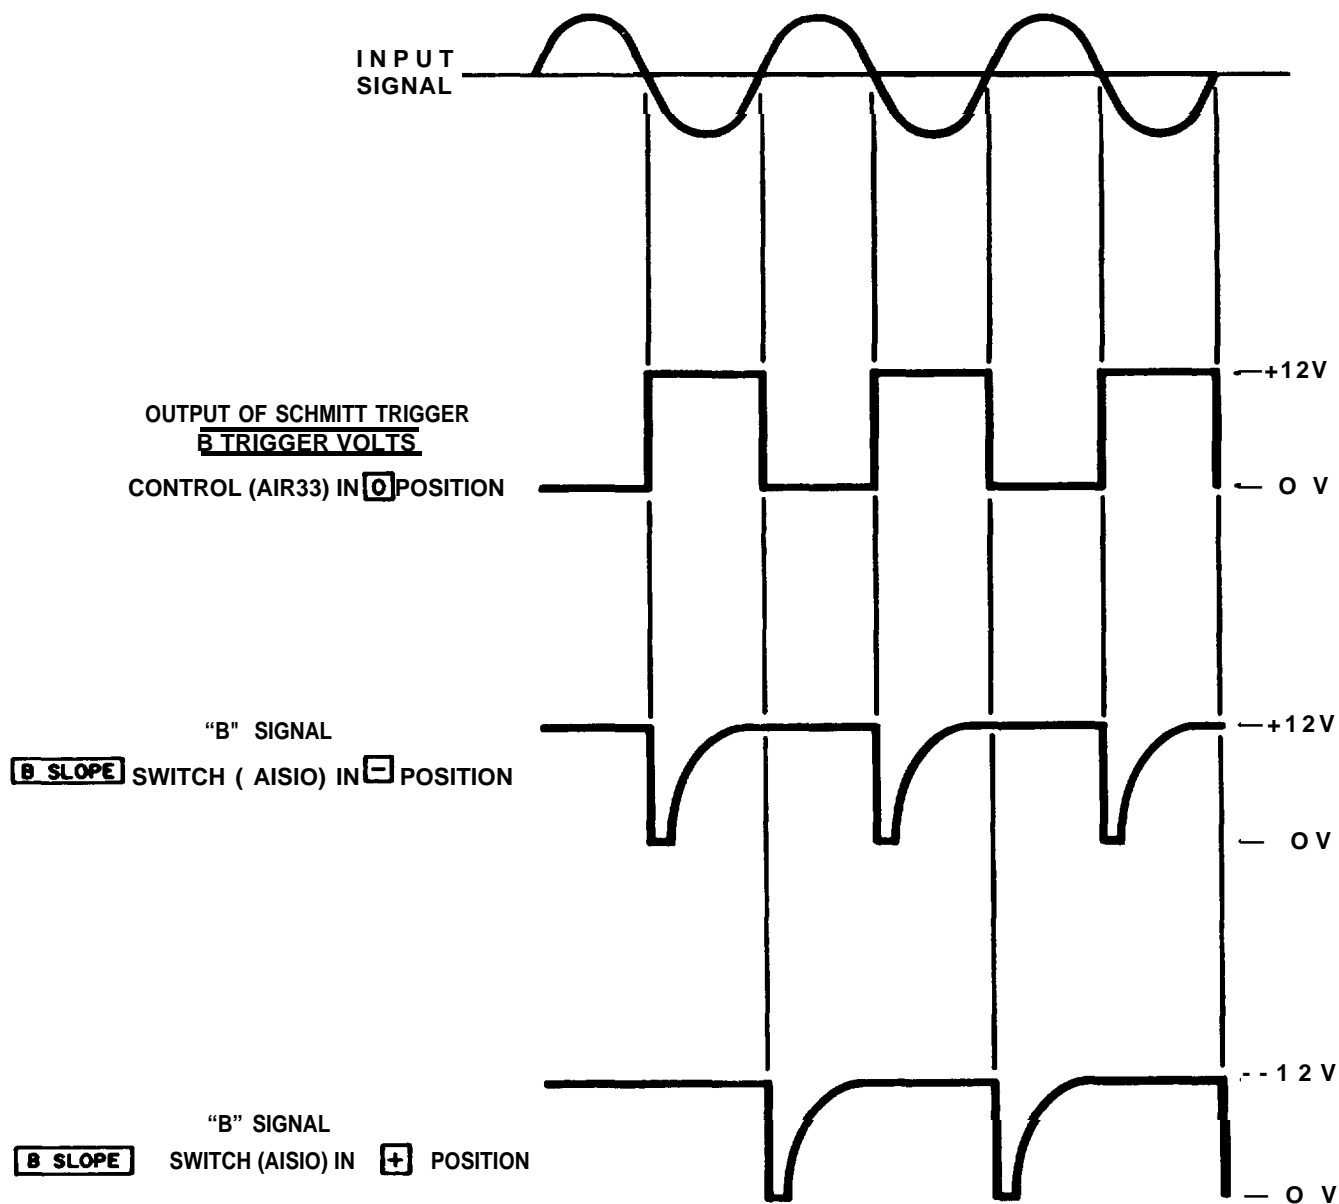 INPUT
SIGNAL
+12V
OUTPUT OF SCHMITT TRIGGER
B TRIGGER VOLTS
CONTROL (AIR33) IN 0 POSITION
O V
"B" SIGNAL
+12V
B SLOPE SWITCH ( AISIO) IN - POSITION
O V
--12V
"B" SIGNAL
B SLOPE SWITCH (AISIO) IN + POSITION
O V